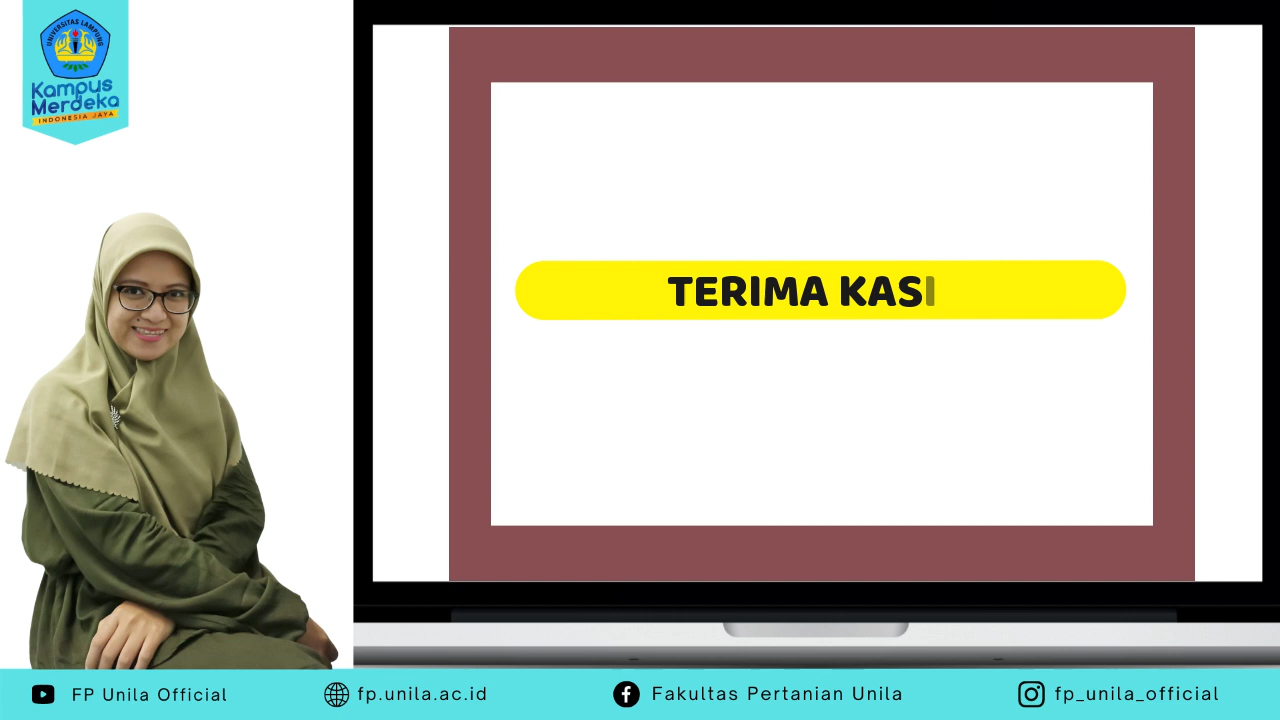 UNIVERSITAS LAMPUNG
Kampus
Merdeka
INDONESIA JAYA
TERIMA KASI
FP Unila Official
fp.unila.ac.id
Fakultas Pertanian Unila
fp_unila_official